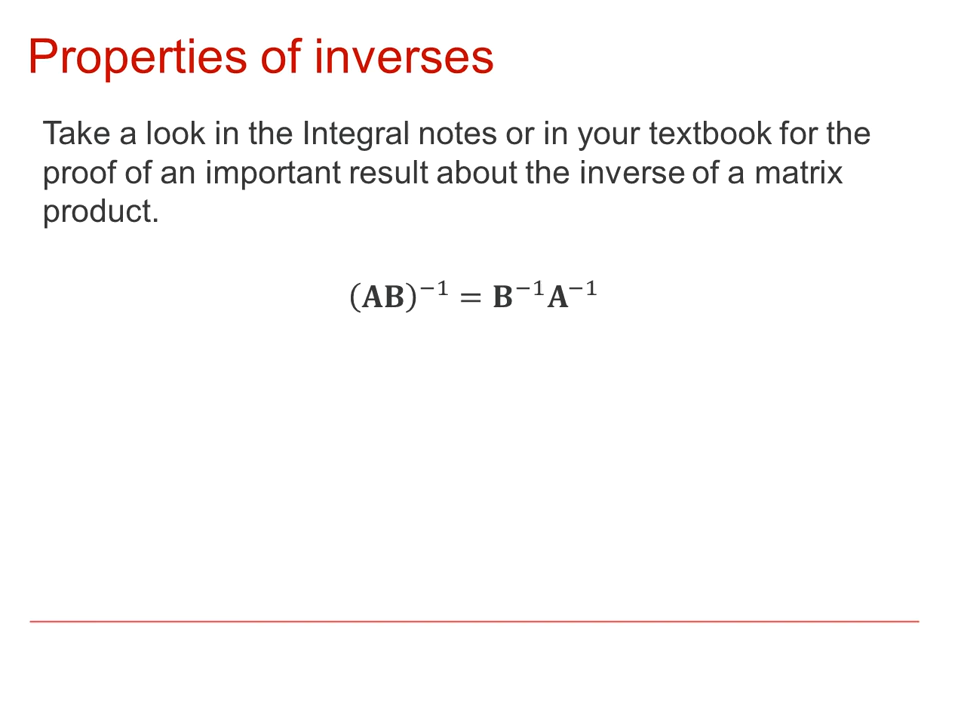 Properties of inverses
Take a look in the Integral notes or in your textbook for the
proof of an important result about the inverse of a matrix
product.
(𝐀𝐁)⁻¹ = 𝐁⁻¹𝐀⁻¹